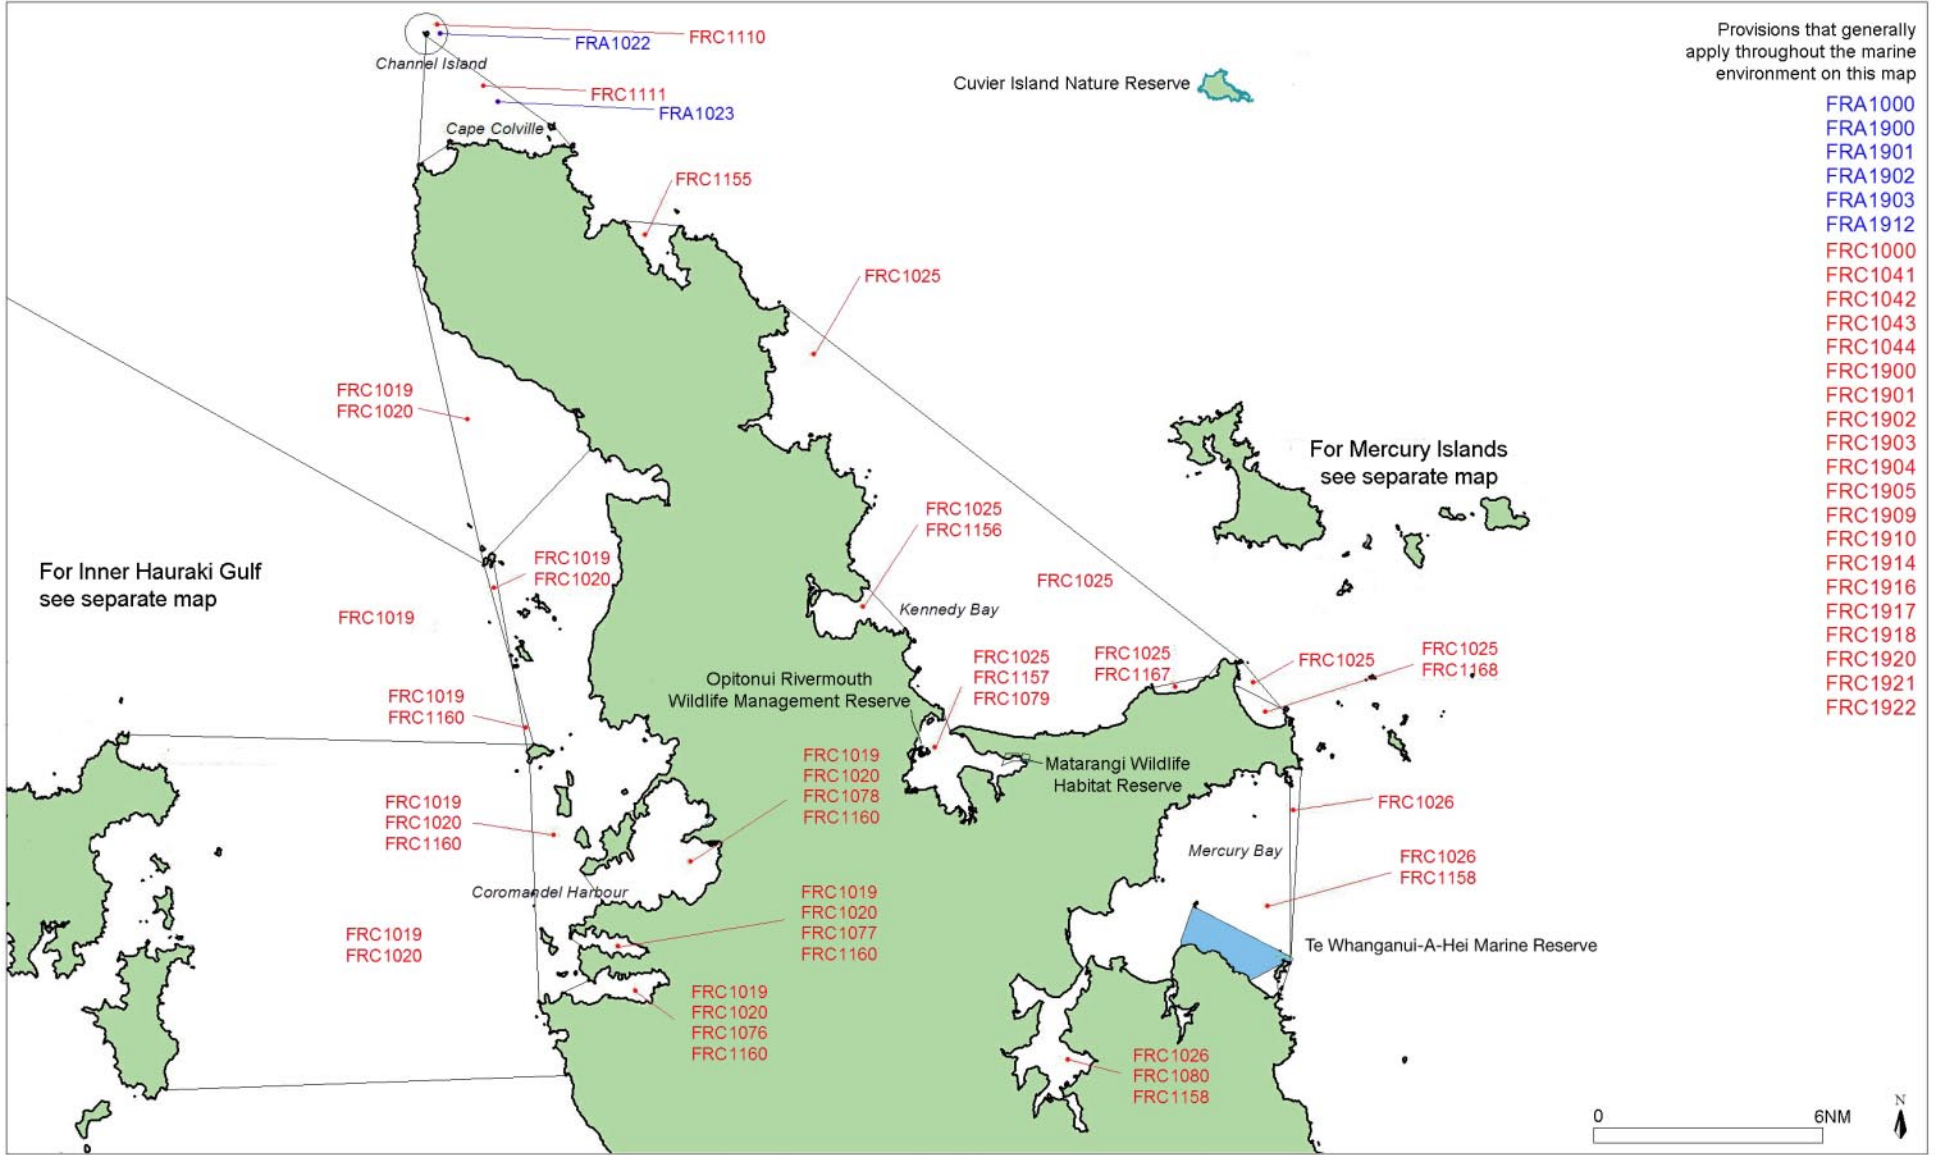 Provisions that generally
apply throughout the marine
environment on this map
FRA1000
FRA1900
FRA1901
FRA1902
FRA1903
FRA1912
FRC1000
FRC1041
FRC1042
FRC1043
FRC1044
FRC1900
FRC1901
FRC1902
FRC1903
FRC1904
FRC1905
FRC1909
FRC1910
FRC1914
FRC1916
FRC1917
FRC1918
FRC1920
FRC1921
FRC1922
FRC1110
FRA1022
Channel Island
Cuvier Island Nature Reserve
FRC1111
FRA1023
Cape Colville
FRC1155
FRC1025
FRC1019
FRC1020
For Mercury Islands
see separate map
FRC1025
FRC1156
FRC1019
FRC1020
For Inner Hauraki Gulf
see separate map
FRC1025
Kennedy Bay
FRC1019
FRC1025
FRC1157
FRC1079
FRC1025
FRC1167
FRC1025
FRC1025
FRC1168
Opitonui Rivermouth
Wildlife Management Reserve
FRC1019
FRC1160
FRC1019
FRC1020
FRC1078
FRC1160
Matarangi Wildlife
Habitat Reserve
FRC1019
FRC1020
FRC1160
FRC1026
Mercury Bay
FRC1026
FRC1158
Coromandel Harbour
FRC1019
FRC1020
FRC1077
FRC1160
FRC1019
FRC1020
Te Whanganui-A-Hei Marine Reserve
FRC1019
FRC1020
FRC1076
FRC1160
FRC1026
FRC1080
FRC1158
0
6NM
N